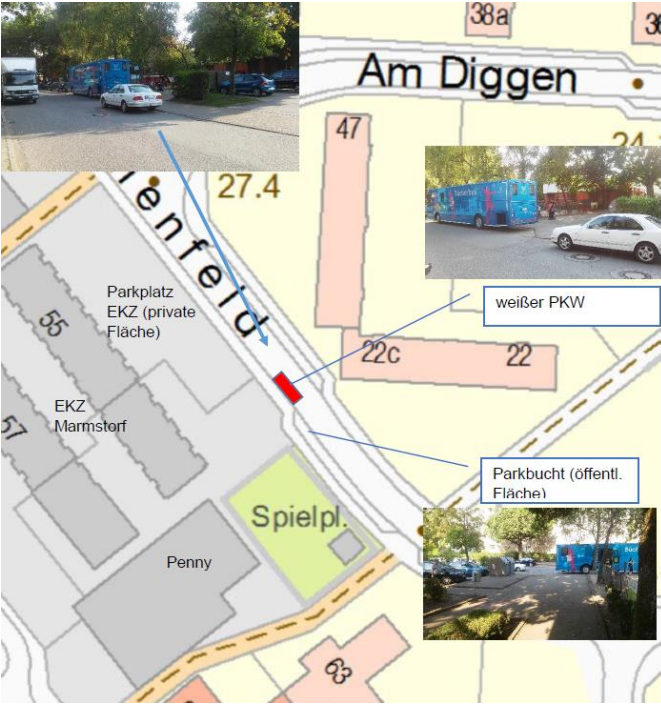 38a
Am Diggen
47
27.4
enfeld
Parkplatz
EKZ (private
Fläche)
weißer PKW
55
22c
22
EKZ
Marmstorf
57
Parkbucht (öffentl.
Fläche)
Spielpl.
Penny
63